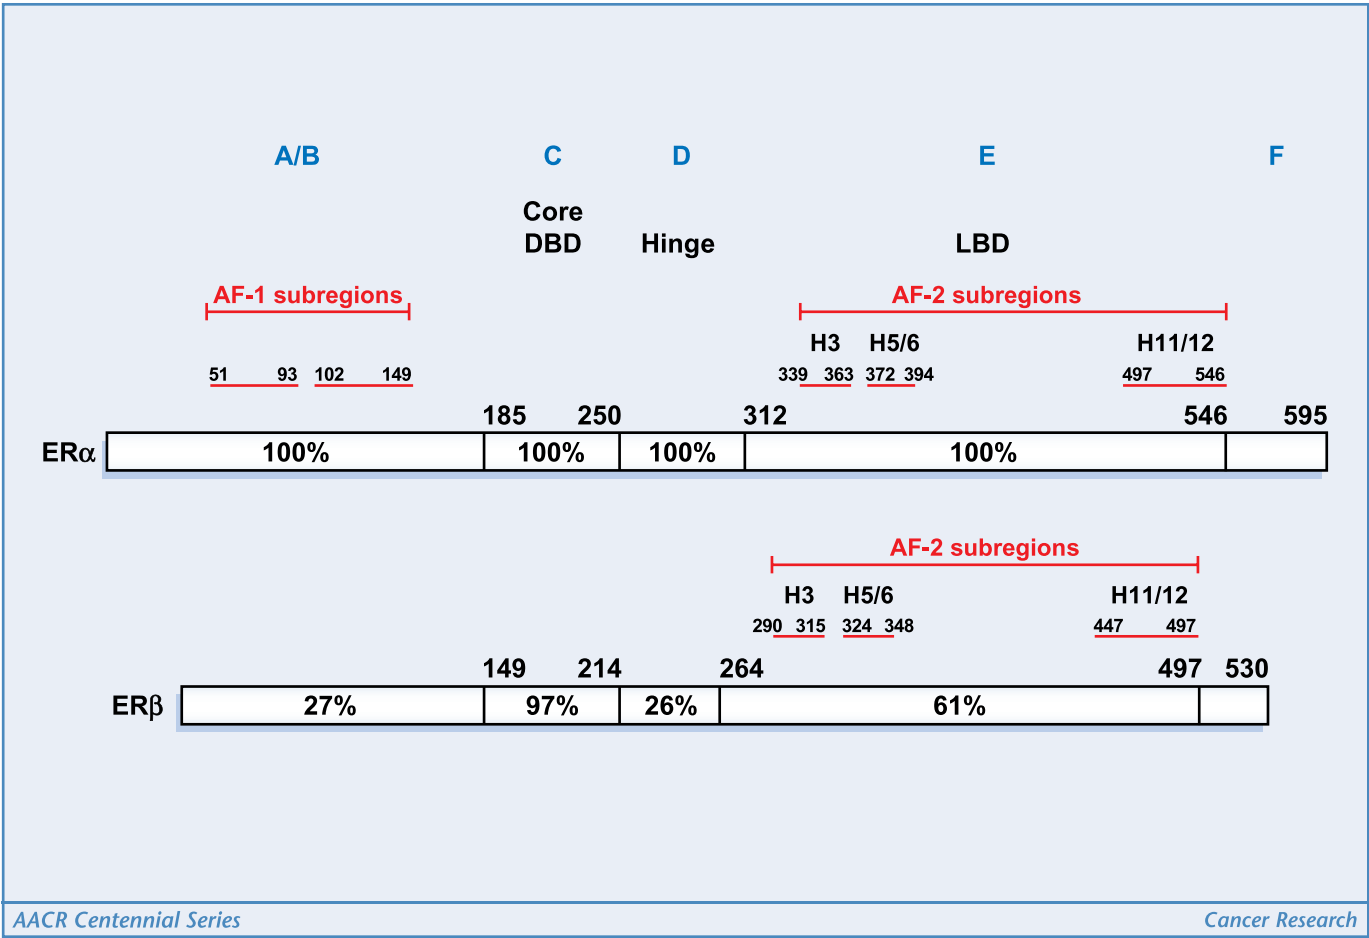 A/B C D E F
Core
DBD Hinge LBD
AF-1 subregions AF-2 subregions
H3 H5/6 H11/12
51 93 102 149 339 363 372 394 497 546
185 250 312 546 595
ERα 100% 100% 100% 100%
AF-2 subregions
H3 H5/6 H11/12
290 315 324 348 447 497
149 214 264 497 530
ERβ 27% 97% 26% 61%
AACR Centennial Series Cancer Research